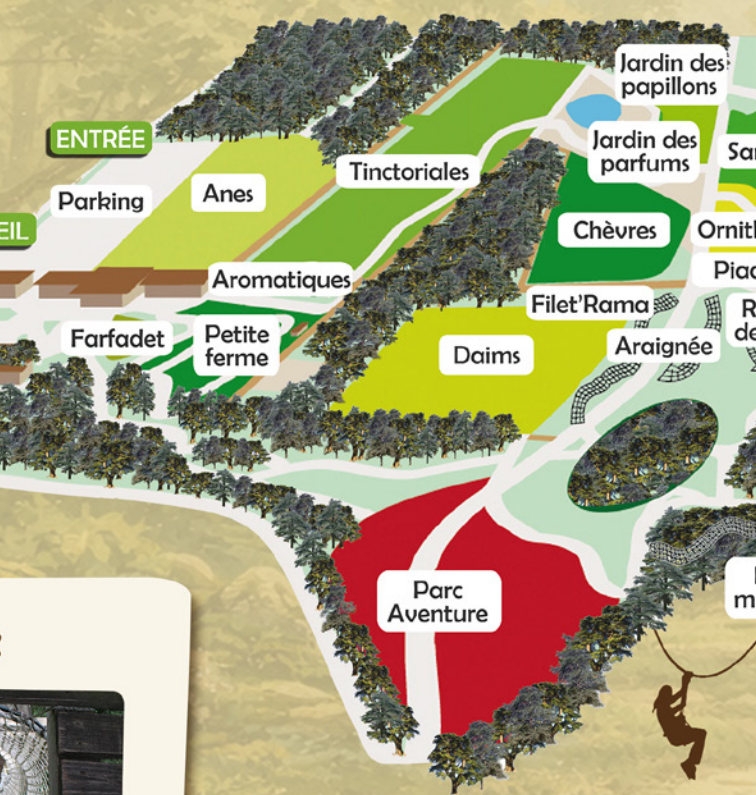 Jardin des
papillons
ENTRÉE
Jardin des
parfums
Tinctoriales
Anes
Parking
Chèvres
Aromatiques
Filet'Rama
Farfadet
Petite
ferme
Daims
Araignée
Parc
Aventure